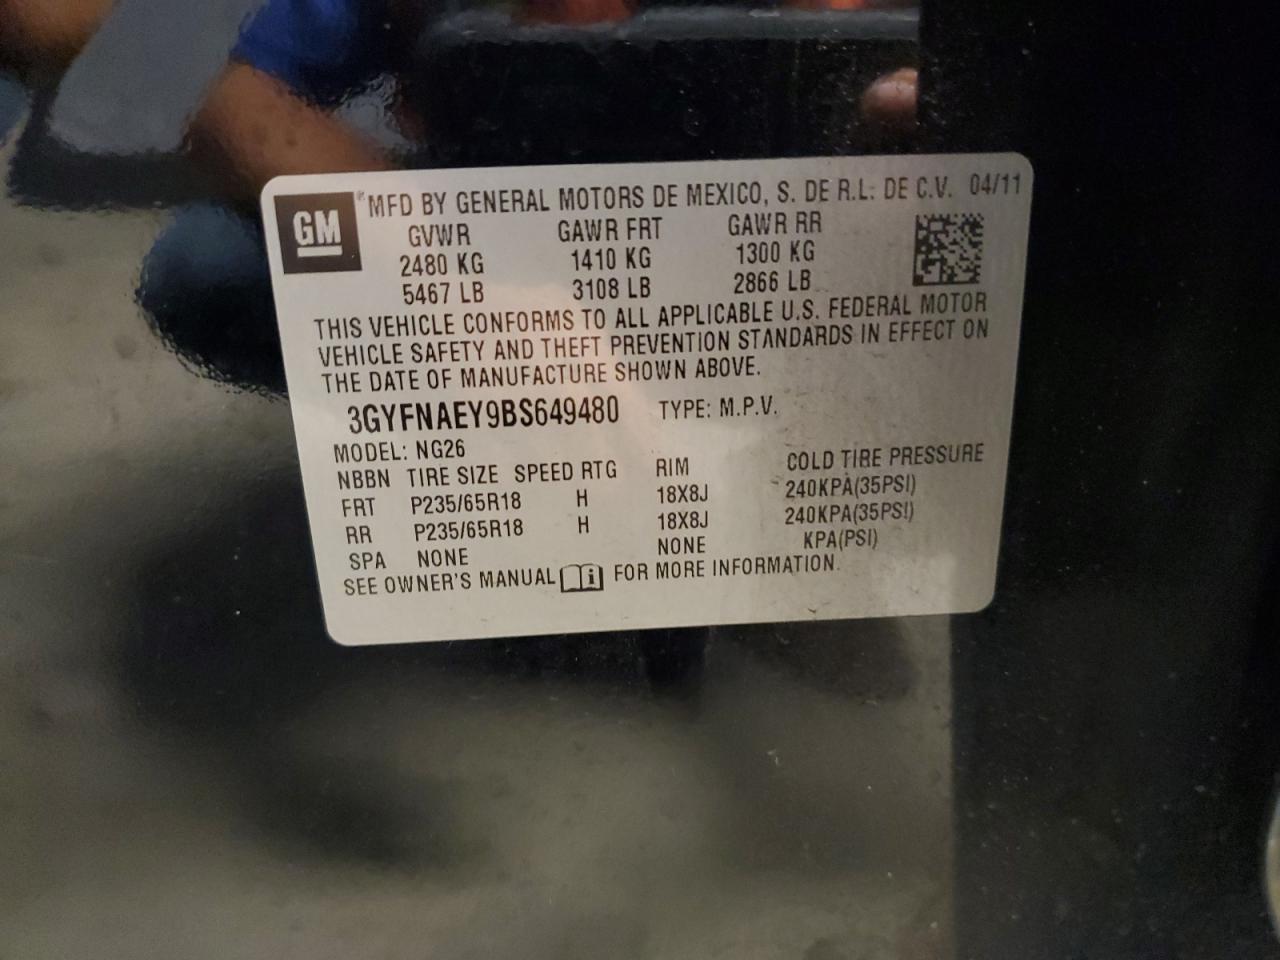 GM ® MFD BY GENERAL MOTORS DE MEXICO, S. DE R.L. DE C.V. 04/11
GVWR GAWR FRT GAWR RR
2480 KG 1410 KG 1300 KG
5467 LB 3108 LB 2866 LB
THIS VEHICLE CONFORMS TO ALL APPLICABLE U.S. FEDERAL MOTOR
VEHICLE SAFETY AND THEFT PREVENTION STANDARDS IN EFFECT ON
THE DATE OF MANUFACTURE SHOWN ABOVE.
3GYFNAEY9BS649480 TYPE: M.P.V.
MODEL: NG26
NBBN TIRE SIZE SPEED RTG RIM COLD TIRE PRESSURE
FRT P235/65R18 H 18X8J 240KPA(35PSI)
RR P235/65R18 H 18X8J 240KPA(35PSI)
SPA NONE NONE KPA(PSI)
SEE OWNER'S MANUAL i FOR MORE INFORMATION.